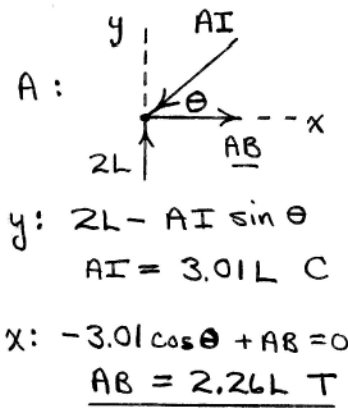 y
AI
A :
θ
x
AB
2L
y: 2L - AI sin θ
AI = 3.01L C
x: -3.01 cos θ + AB = 0
AB = 2.26L T